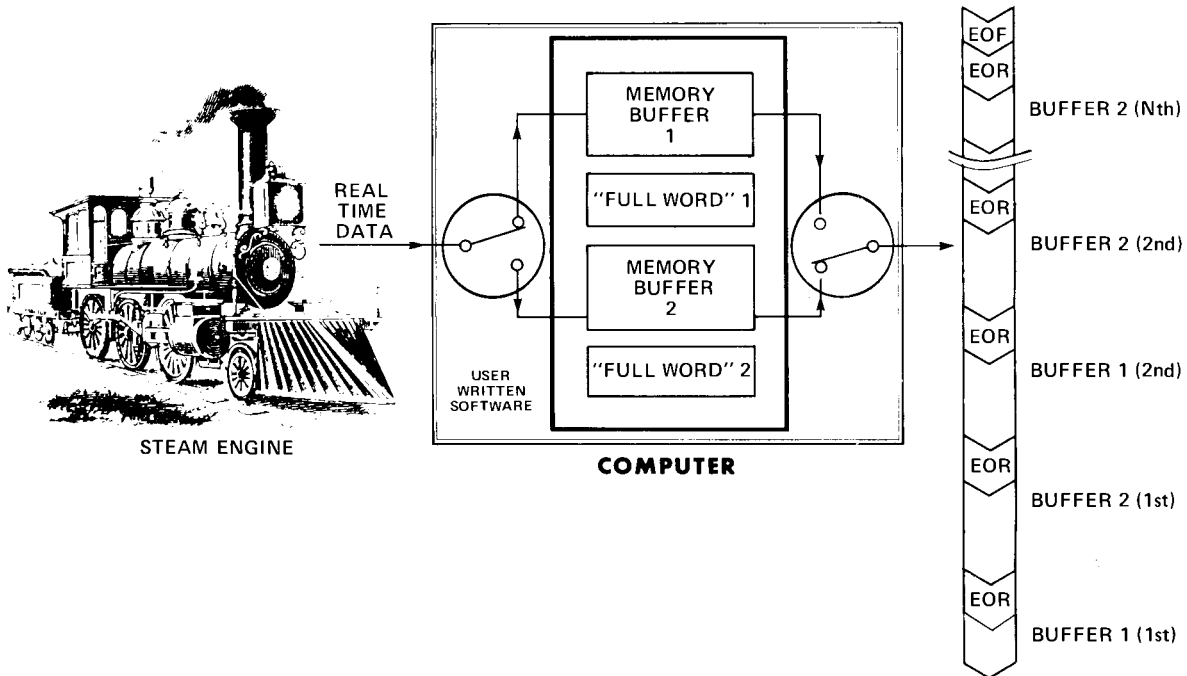 STEAM ENGINE
REAL
TIME
DATA
MEMORY
BUFFER
1
"FULL WORD" 1
MEMORY
BUFFER
2
"FULL WORD" 2
USER
WRITTEN
SOFTWARE
COMPUTER
EOF
EOR
BUFFER 2 (Nth)
EOR
BUFFER 2 (2nd)
EOR
BUFFER 1 (2nd)
EOR
BUFFER 2 (1st)
EOR
BUFFER 1 (1st)